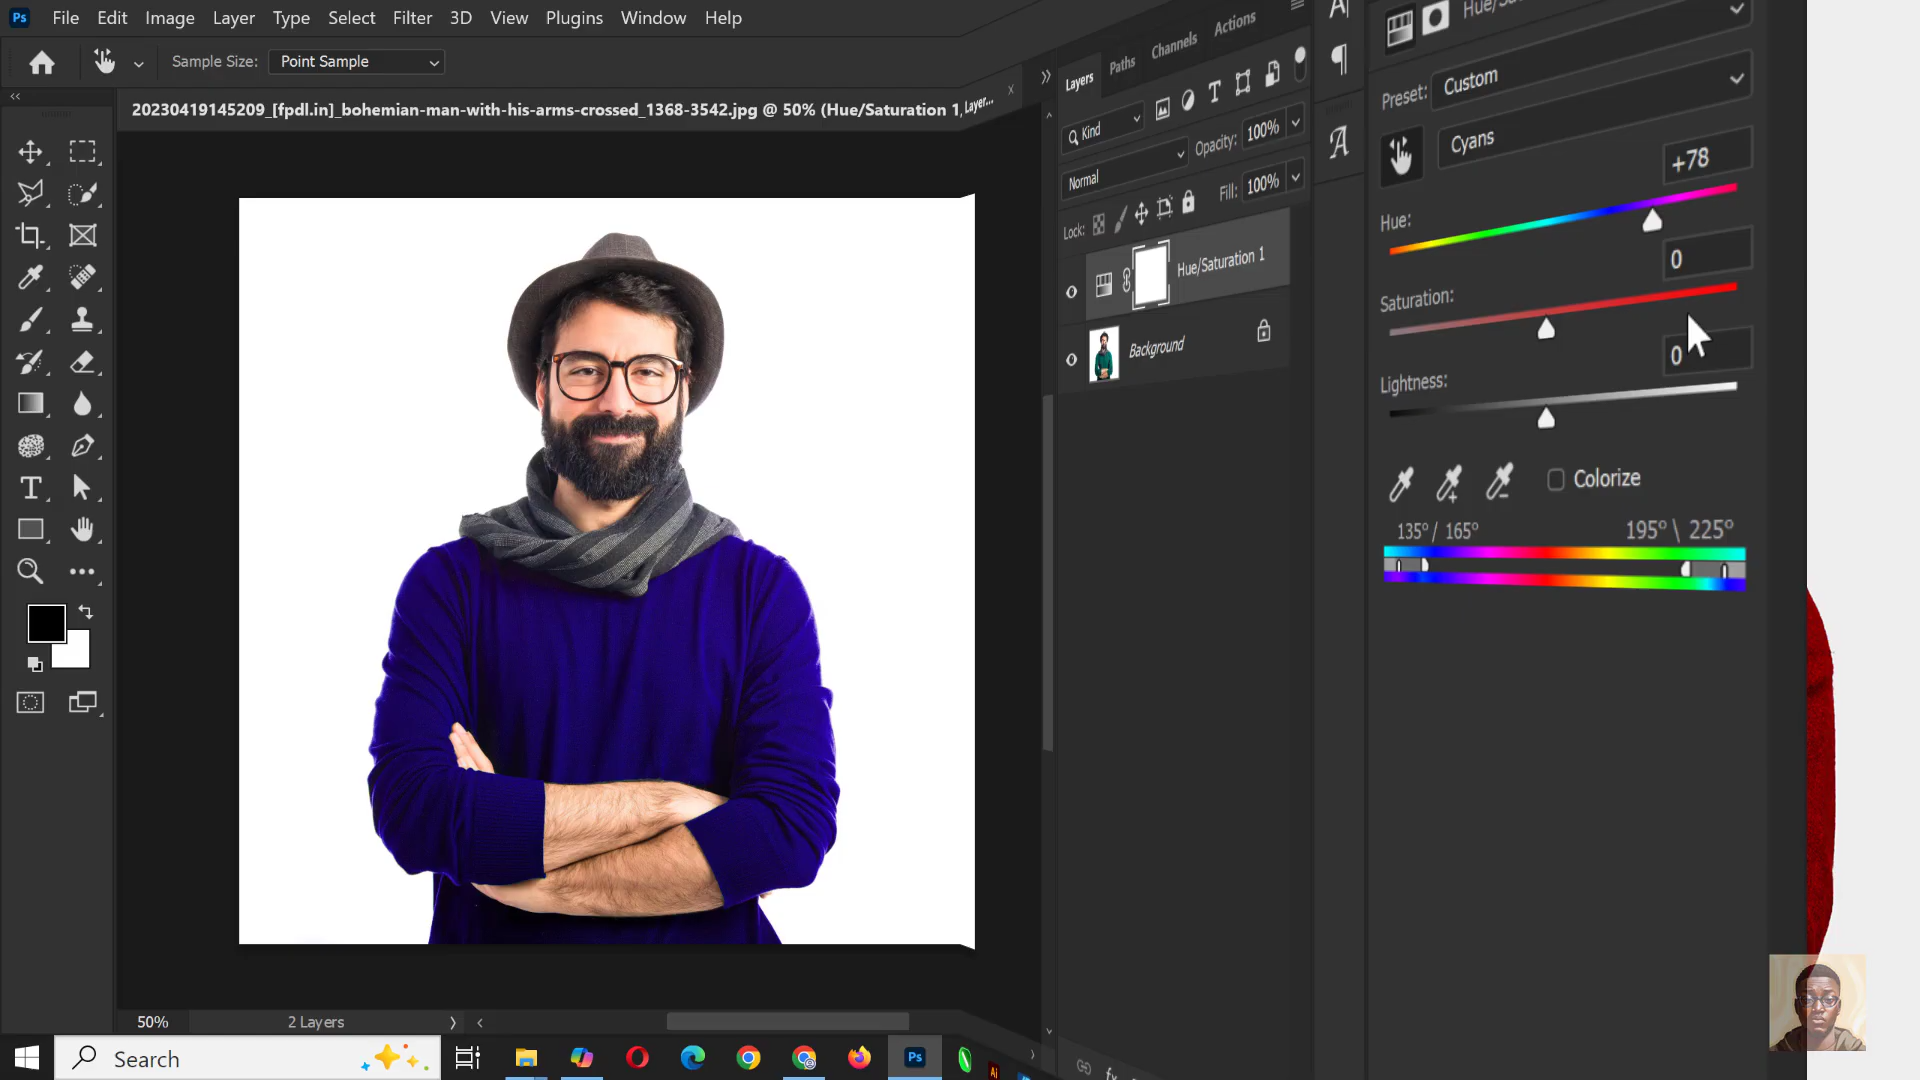 Ps File Edit Image Layer Type Select Filter 3D View Plugins Window Help
Sample Size: Point Sample
20230419145209_[fpdl.in]_bohemian-man-with-his-arms-crossed_1368-3542.jpg @ 50% (Hue/Saturation 1, Layer...
Layers Paths Channels Actions
Kind
Normal Opacity: 100%
Lock: Fill: 100%
Hue/Saturation 1
Background
Preset: Custom
Cyans
Hue: +78
Saturation: 0
Lightness: 0
Colorize
135°/ 165° 195°\ 225°
50% 2 Layers
Search
Ps
Ai
fx